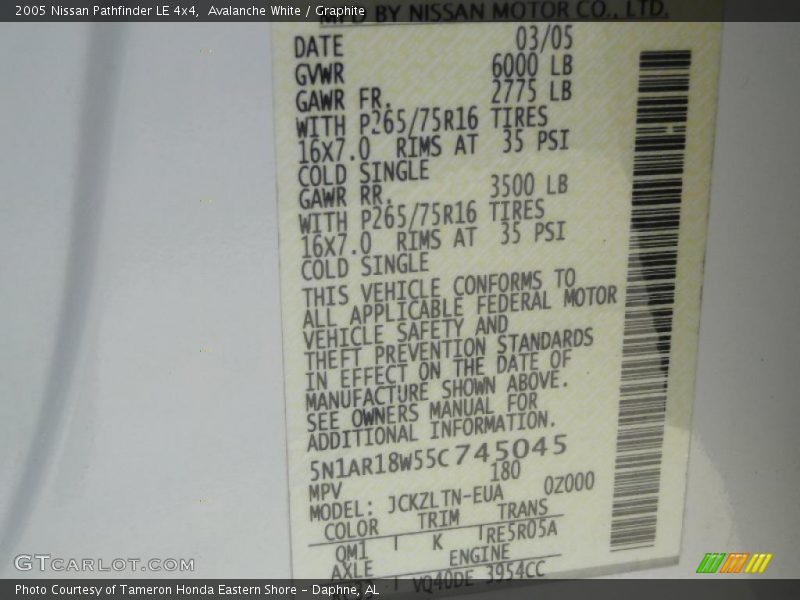 2005 Nissan Pathfinder LE 4x4, Avalanche White / Graphite
MFD BY NISSAN MOTOR CO., LTD.
DATE 03/05
GVWR 6000 LB
GAWR FR. 2775 LB
WITH P265/75R16 TIRES
16X7.0 RIMS AT 35 PSI
COLD SINGLE
GAWR RR. 3500 LB
WITH P265/75R16 TIRES
16X7.0 RIMS AT 35 PSI
COLD SINGLE
THIS VEHICLE CONFORMS TO
ALL APPLICABLE FEDERAL MOTOR
VEHICLE SAFETY AND
THEFT PREVENTION STANDARDS
IN EFFECT ON THE DATE OF
MANUFACTURE SHOWN ABOVE.
SEE OWNERS MANUAL FOR
ADDITIONAL INFORMATION.
5N1AR18W55C745045
MPV 180
MODEL: JCKZLTN-EUA 0Z000
COLOR TRIM TRANS
QM1 K RE5R05A
AXLE ENGINE
VQ40DE 3954CC
GTCARLOT.COM
Photo Courtesy of Tameron Honda Eastern Shore - Daphne, AL